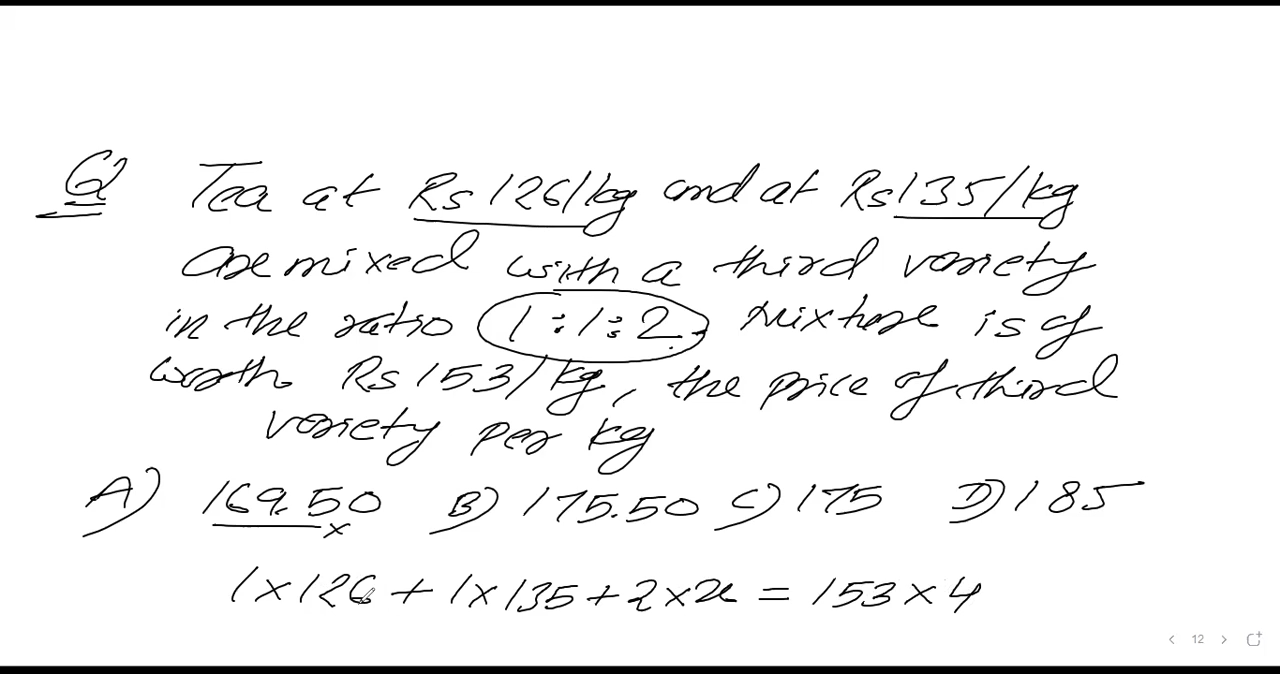 Q Tea at Rs 126/kg and at Rs 135/kg
are mixed with a third variety
in the ratio 1:1:2. Mixture is of
worth Rs 153/kg, the price of third
variety per kg
A) 169.50 B) 175.50 C) 175 D) 185
x
1 × 126 + 1 × 135 + 2 × x = 153 × 4
< 12 >